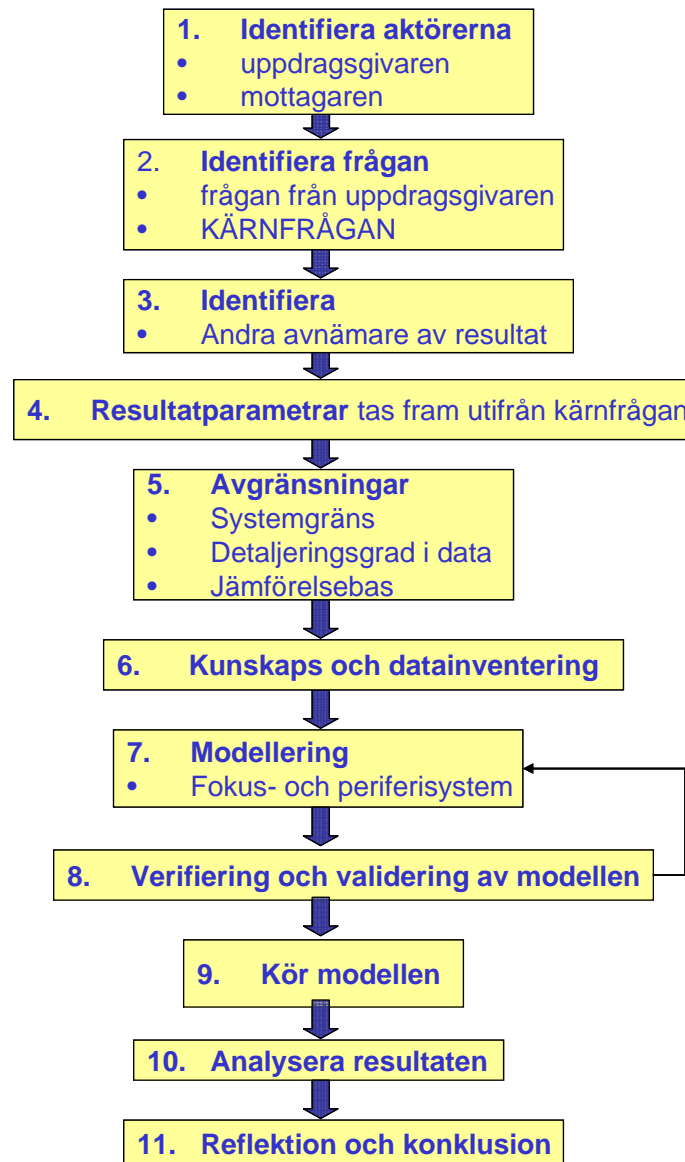 1. Identifiera aktörerna
• uppdragsgivaren
• mottagaren
2. Identifiera frågan
• frågan från uppdragsgivaren
• KÄRNFRÅGAN
3. Identifiera
• Andra avnämare av resultat
4. Resultatparametrar tas fram utifrån kärnfrågan
5. Avgränsningar
• Systemgräns
• Detaljeringsgrad i data
• Jämförelsebas
6. Kunskaps och datainventering
7. Modellering
• Fokus- och periferisystem
8. Verifiering och validering av modellen
9. Kör modellen
10. Analysera resultaten
11. Reflektion och konklusion